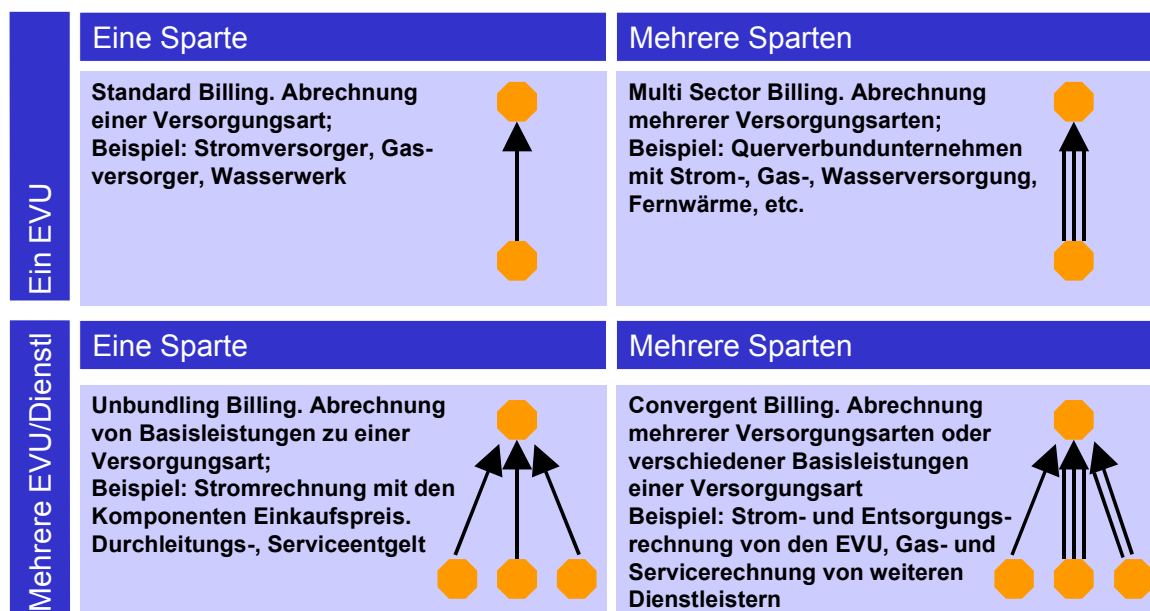 Ein EVU
Eine Sparte
Standard Billing. Abrechnung
einer Versorgungsart;
Beispiel: Stromversorger, Gas-
versorger, Wasserwerk
Mehrere Sparten
Multi Sector Billing. Abrechnung
mehrerer Versorgungsarten;
Beispiel: Querverbundunternehmen
mit Strom-, Gas-, Wasserversorgung,
Fernwärme, etc.
Mehrere EVU/Dienstl
Eine Sparte
Unbundling Billing. Abrechnung
von Basisleistungen zu einer
Versorgungsart;
Beispiel: Stromrechnung mit den
Komponenten Einkaufspreis.
Durchleitungs-, Serviceentgelt
Mehrere Sparten
Convergent Billing. Abrechnung
mehrerer Versorgungsarten oder
verschiedener Basisleistungen
einer Versorgungsart
Beispiel: Strom- und Entsorgungs-
rechnung von den EVU, Gas- und
Servicerechnung von weiteren
Dienstleistern